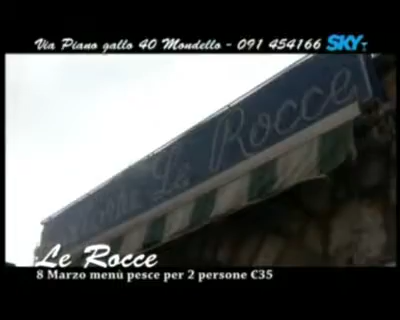 Via Piano gallo 40 Mondello - 091 454166 SKY
Le Rocce
Le Rocce
8 Marzo menù pesce per 2 persone €35